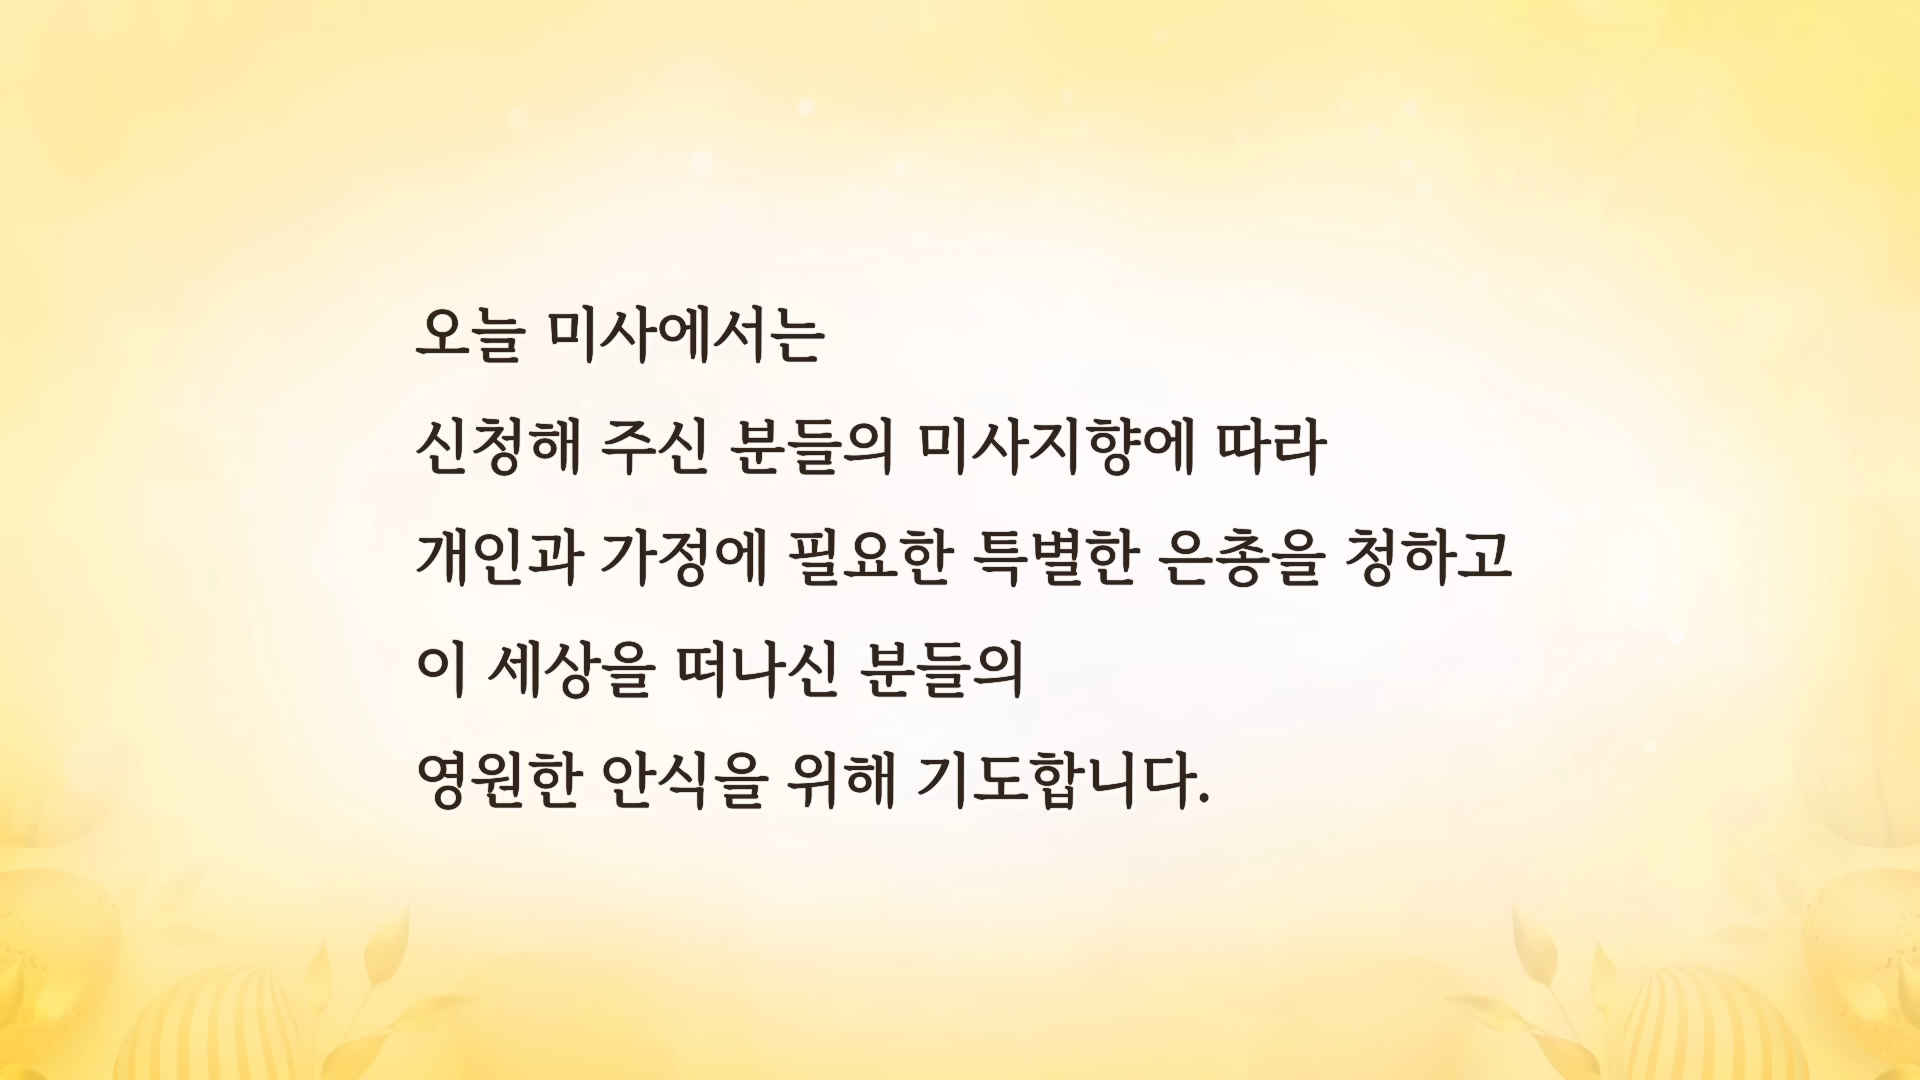 오늘 미사에서는
신청해 주신 분들의 미사지향에 따라
개인과 가정에 필요한 특별한 은총을 청하고
이 세상을 떠나신 분들의
영원한 안식을 위해 기도합니다.